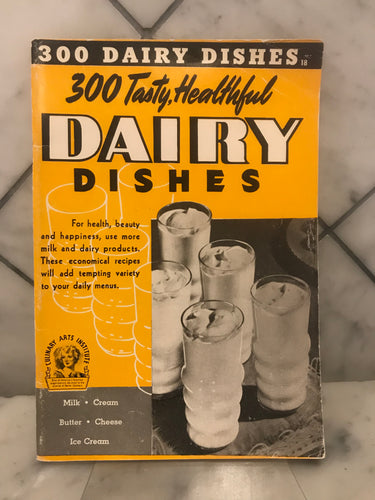 300 DAIRY DISHES
18
300 Tasty, Healthful
DAIRY
DISHES
For health, beauty
and happiness, use more
milk and dairy products.
These economical recipes
will add tempting variety
to your daily menus.
CULINARY ARTS INSTITUTE
Milk • Cream
Butter • Cheese
Ice Cream